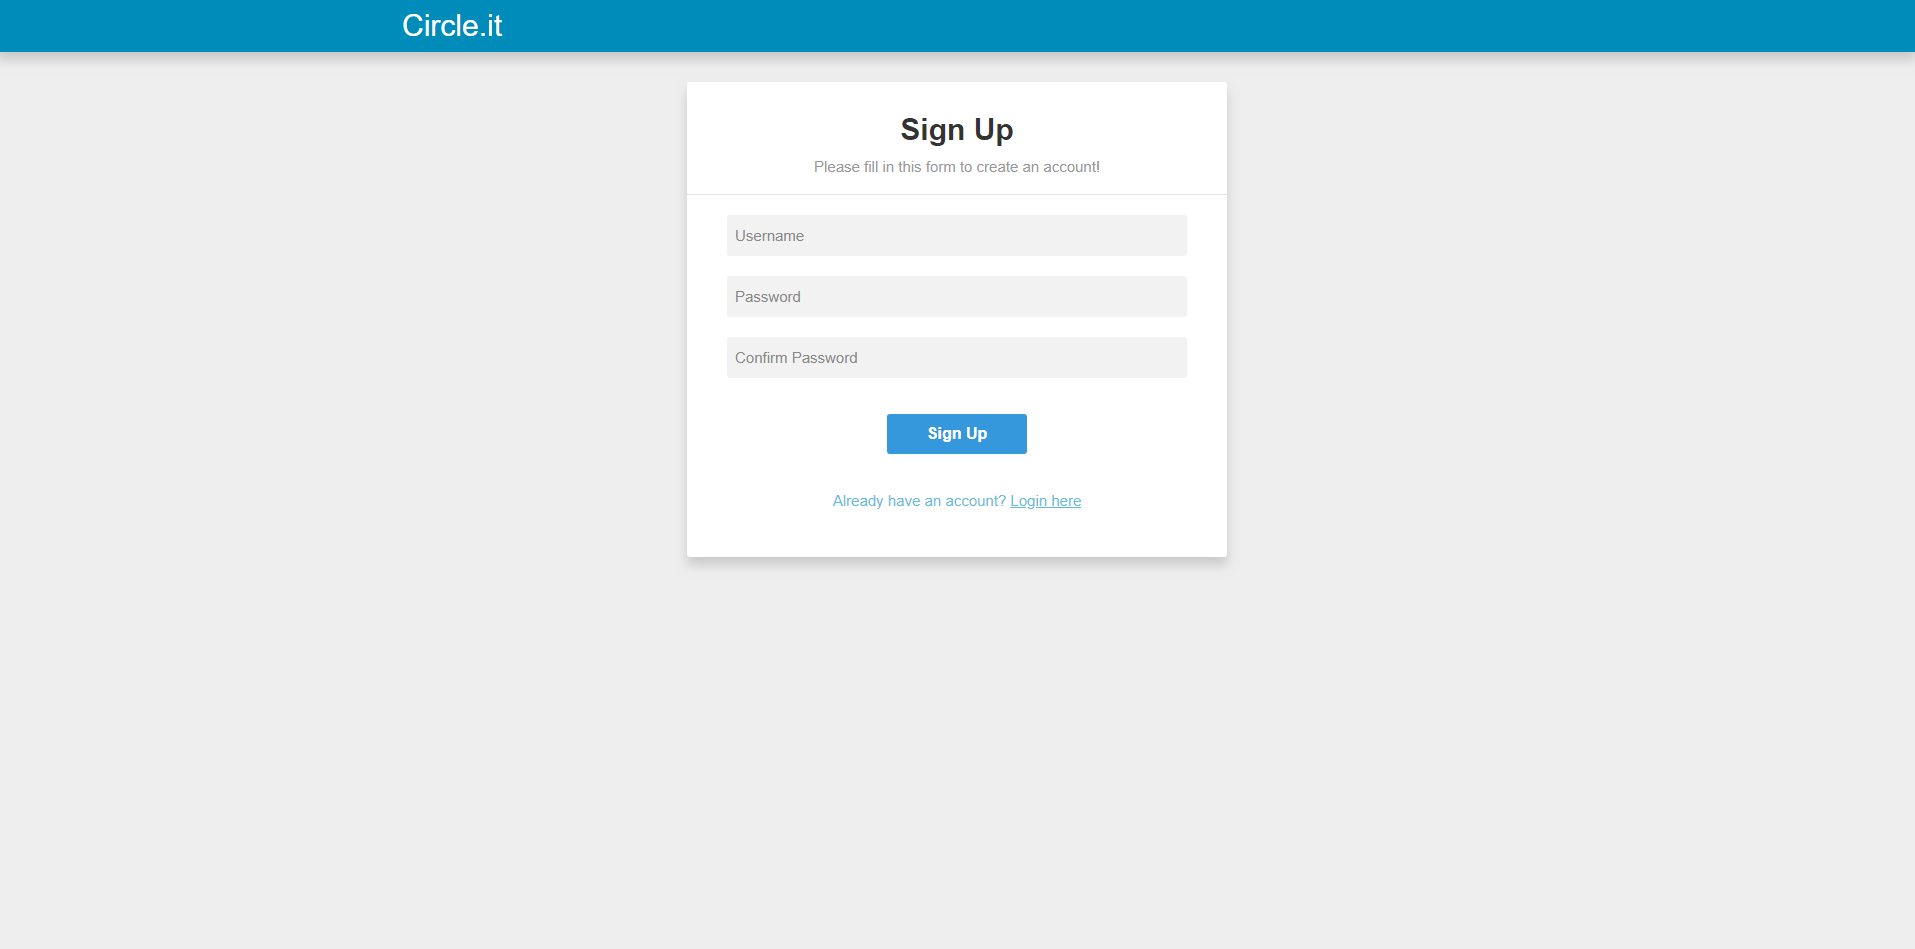 Circle.it
Sign Up
Please fill in this form to create an account!
Username
Password
Confirm Password
Sign Up
Already have an account? Login here